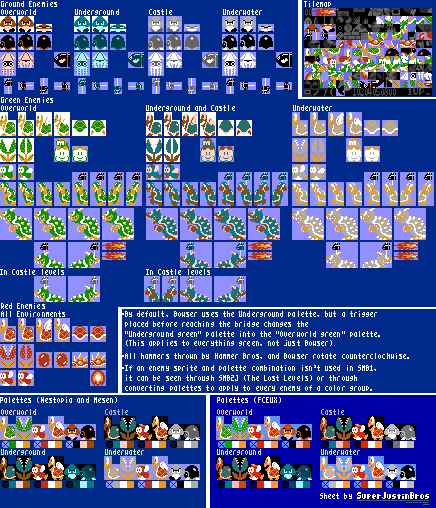 Ground Enemies
Overworld
Underground
Castle
Underwater
Tilemap
Green Enemies
Overworld
Underground and Castle
Underwater
In Castle levels
In Castle levels
Red Enemies
All Environments
·By default, Bowser uses the Underground palette, but a trigger
placed before reaching the bridge changes the
"Underground green" palette into the "Overworld green" palette.
(This applies to everything green, not just Bowser)
·All hammers thrown by Hammer Bros. and Bowser rotate counterclockwise.
·If an enemy sprite and palette combination isn't used in SMB1,
it can be seen through SMB2J (The Lost Levels) or through
converting palettes to apply to every enemy of a color group.
Palettes (Nestopia and Mesen)
Overworld
Castle
Underground
Underwater
Palettes (FCEUX)
Overworld
Castle
Underground
Underwater
Sheet by SuperJustinBros